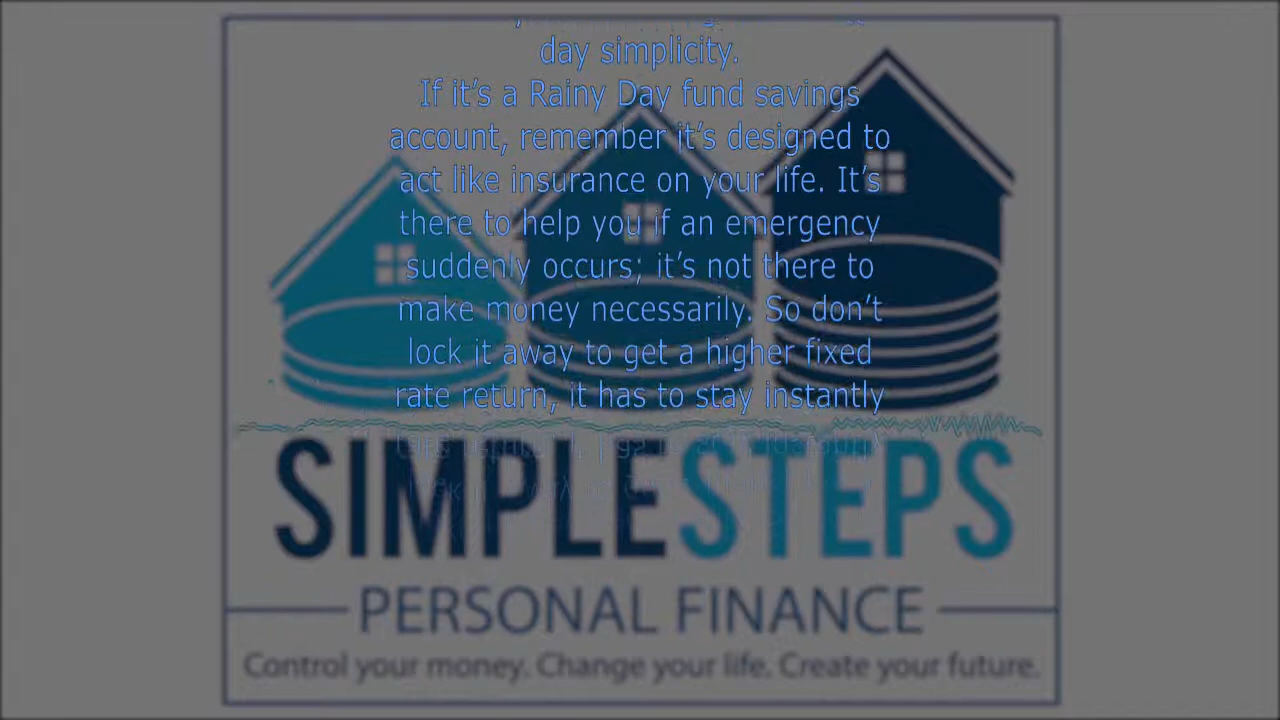 day simplicity.
If it’s a Rainy Day fund savings
account, remember it’s designed to
act like insurance on your life. It’s
there to help you if an emergency
suddenly occurs; it’s not there to
make money necessarily. So don’t
lock it away to get a higher fixed
rate return, it has to stay instantly
SIMPLESTEPS
PERSONAL FINANCE
Control your money. Change your life. Create your future.